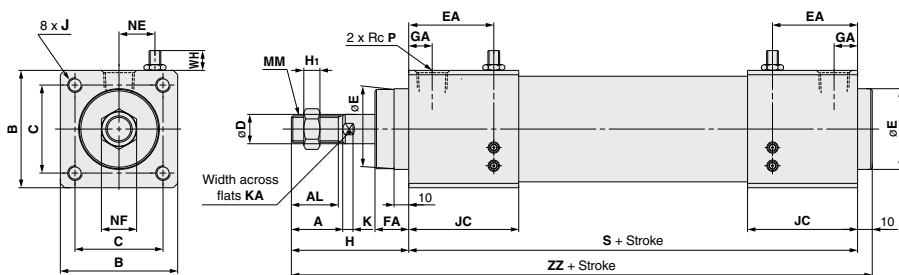 8 x J
NE
WH
B
C
NF
C
B
EA
GA
2 x Rc P
MM
H1
øE
øD
Width across
flats KA
AL
A
K
FA
10
H
JC
S + Stroke
ZZ + Stroke
EA
GA
øE
JC
10